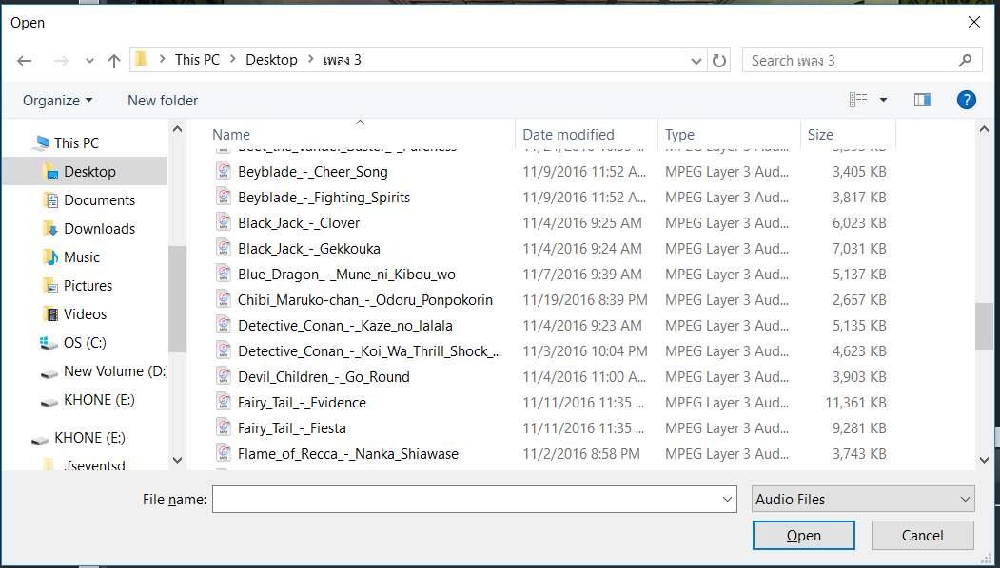 Open
This PC > Desktop > เพลง 3
Search เพลง 3
Organize
New folder
?
Name Date modified Type Size
This PC
Desktop
Documents
Downloads
Music
Pictures
Videos
OS (C:)
New Volume (D:)
KHONE (E:)
KHONE (E:)
.fseventsd
Beyblade_-_Cheer_Song 11/9/2016 11:52 A... MPEG Layer 3 Aud... 3,405 KB
Beyblade_-_Fighting_Spirits 11/9/2016 11:52 A... MPEG Layer 3 Aud... 3,817 KB
Black_Jack_-_Clover 11/4/2016 9:25 AM MPEG Layer 3 Aud... 6,023 KB
Black_Jack_-_Gekkouka 11/4/2016 9:24 AM MPEG Layer 3 Aud... 7,031 KB
Blue_Dragon_-_Mune_ni_Kibou_wo 11/7/2016 9:39 AM MPEG Layer 3 Aud... 5,137 KB
Chibi_Maruko-chan_-_Odoru_Ponpokorin 11/19/2016 8:39 PM MPEG Layer 3 Aud... 2,657 KB
Detective_Conan_-_Kaze_no_lalala 11/4/2016 9:23 AM MPEG Layer 3 Aud... 5,135 KB
Detective_Conan_-_Koi_Wa_Thrill_Shock_... 11/3/2016 10:04 PM MPEG Layer 3 Aud... 4,623 KB
Devil_Children_-_Go_Round 11/4/2016 11:00 A... MPEG Layer 3 Aud... 3,903 KB
Fairy_Tail_-_Evidence 11/11/2016 11:35 ... MPEG Layer 3 Aud... 11,361 KB
Fairy_Tail_-_Fiesta 11/11/2016 11:35 ... MPEG Layer 3 Aud... 9,281 KB
Flame_of_Recca_-_Nanka_Shiawase 11/2/2016 8:58 PM MPEG Layer 3 Aud... 3,743 KB
File name:
Audio Files
Open
Cancel